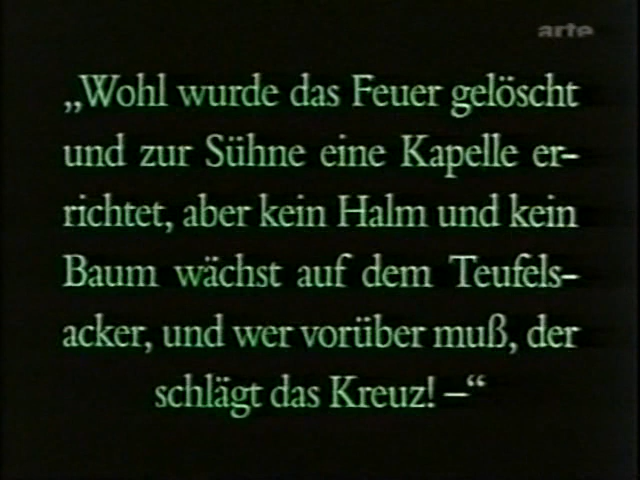 arte
„Wohl wurde das Feuer gelöscht
und zur Sühne eine Kapelle er-
richtet, aber kein Halm und kein
Baum wächst auf dem Teufels-
acker, und wer vorüber muß, der
schlägt das Kreuz! –“